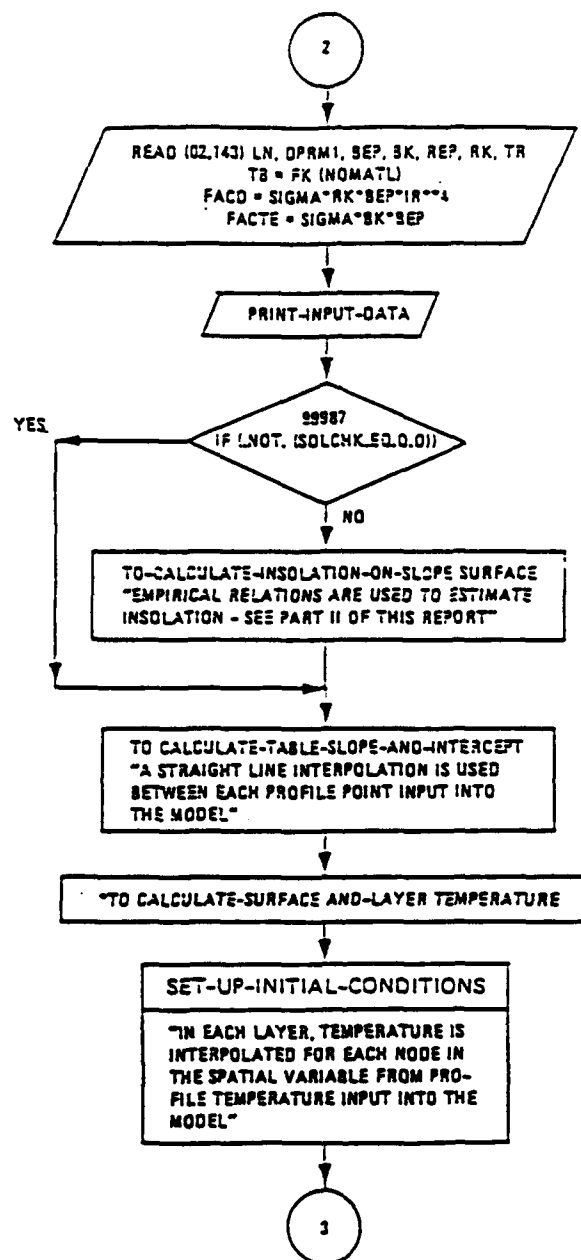 2
READ (02,143) LN, DPRM1, BEP, BK, REP, RK, TR
TB = FK (NOMATL)
FACD = SIGMA*RK*BEP*TR**4
FACTE = SIGMA*BK*BEP
PRINT-INPUT-DATA
YES
99987
IF (.NOT. (SOLCHK.EQ.0.0))
NO
TO-CALCULATE-INSOLATION-ON-SLOPE SURFACE
"EMPIRICAL RELATIONS ARE USED TO ESTIMATE
INSOLATION - SEE PART II OF THIS REPORT"
TO CALCULATE-TABLE-SLOPE-AND-INTERCEPT
"A STRAIGHT LINE INTERPOLATION IS USED
BETWEEN EACH PROFILE POINT INPUT INTO
THE MODEL"
"TO CALCULATE-SURFACE AND-LAYER TEMPERATURE
SET-UP-INITIAL-CONDITIONS
"IN EACH LAYER, TEMPERATURE IS
INTERPOLATED FOR EACH NODE IN
THE SPATIAL VARIABLE FROM PRO-
FILE TEMPERATURE INPUT INTO THE
MODEL"
3